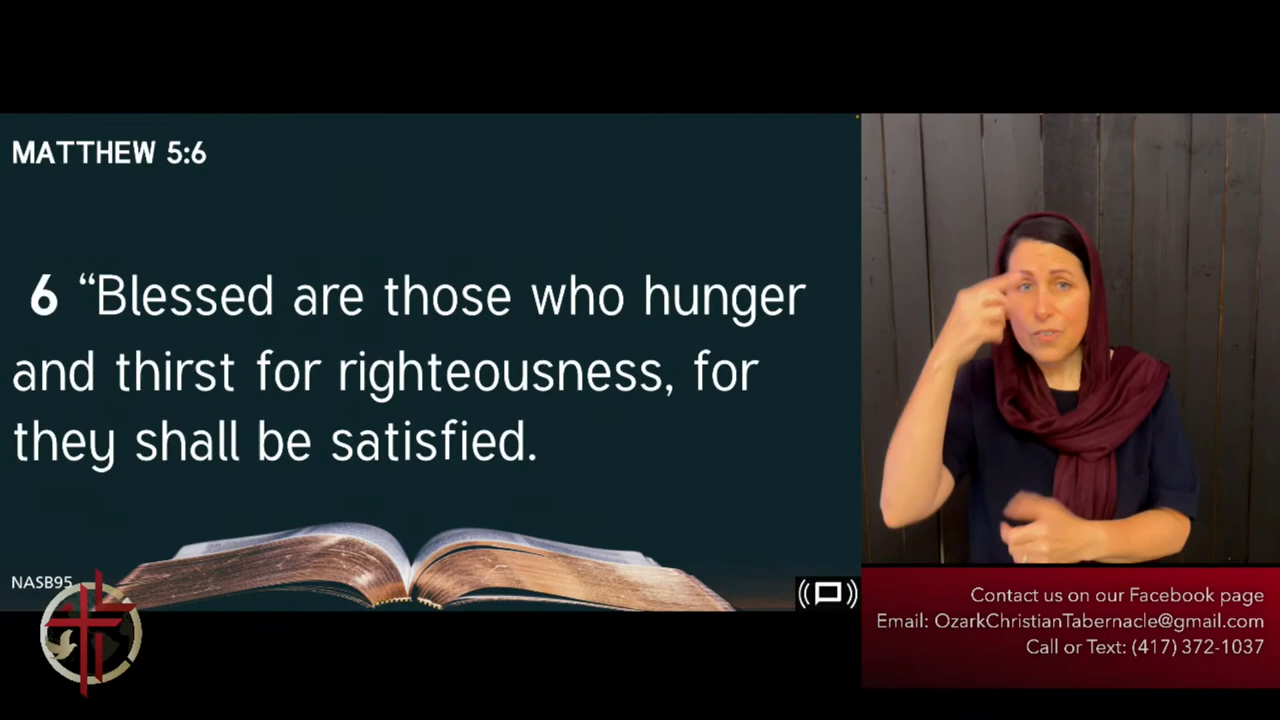 MATTHEW 5:6
6 “Blessed are those who hunger
and thirst for righteousness, for
they shall be satisfied.
NASB95
Contact us on our Facebook page
Email: OzarkChristianTabernacle@gmail.com
Call or Text: (417) 372-1037